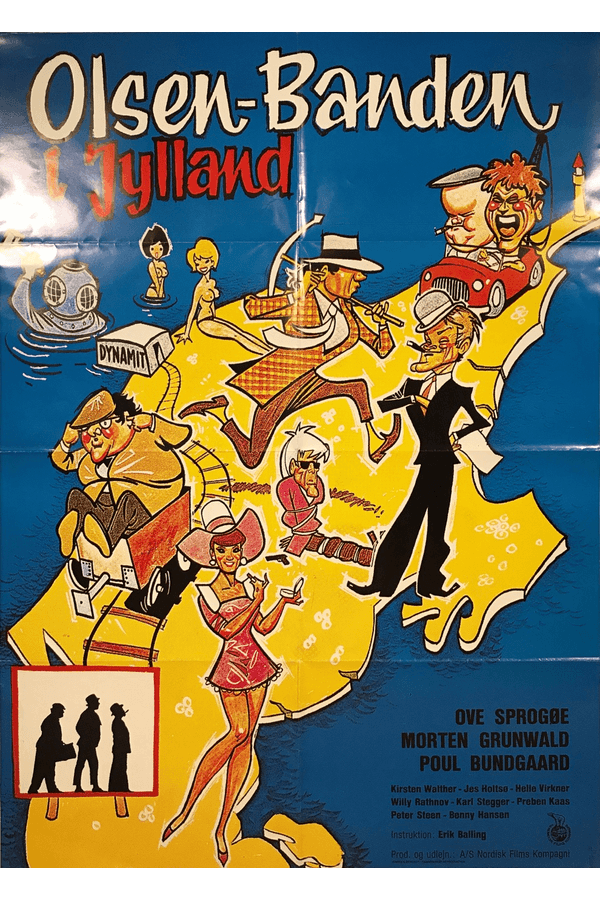 Olsen-Banden
i Jylland
DYNAMIT
OVE SPROGØE
MORTEN GRUNWALD
POUL BUNDGAARD
Kirsten Walther - Jes Holtsø - Helle Virkner
Willy Rathnov - Karl Stegger - Preben Kaas
Peter Steen - Benny Hansen
Instruktion: Erik Balling
Prod. og udlejn.: A/S Nordisk Films Kompagni